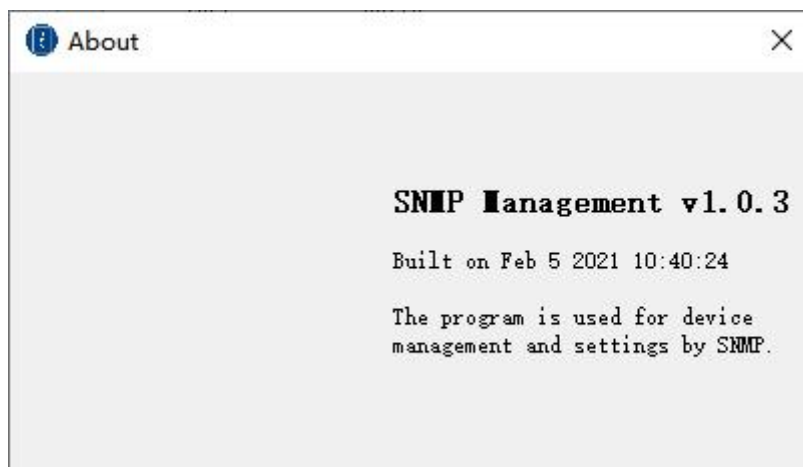 About
SNMP Management v1.0.3
Built on Feb 5 2021 10:40:24
The program is used for device
management and settings by SNMP.